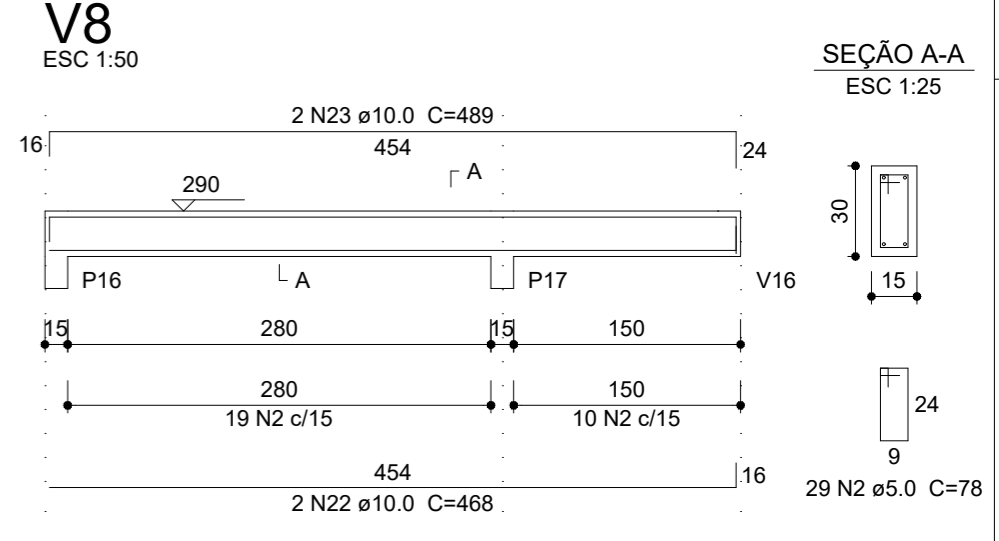 V8
ESC 1:50
SEÇÃO A-A
ESC 1:25
2 N23 ø10.0 C=489
16
454
24
A
290
30
P16
A
P17
V16
15
15
280
15
150
280
150
19 N2 c/15
10 N2 c/15
24
9
454
16
29 N2 ø5.0 C=78
2 N22 ø10.0 C=468